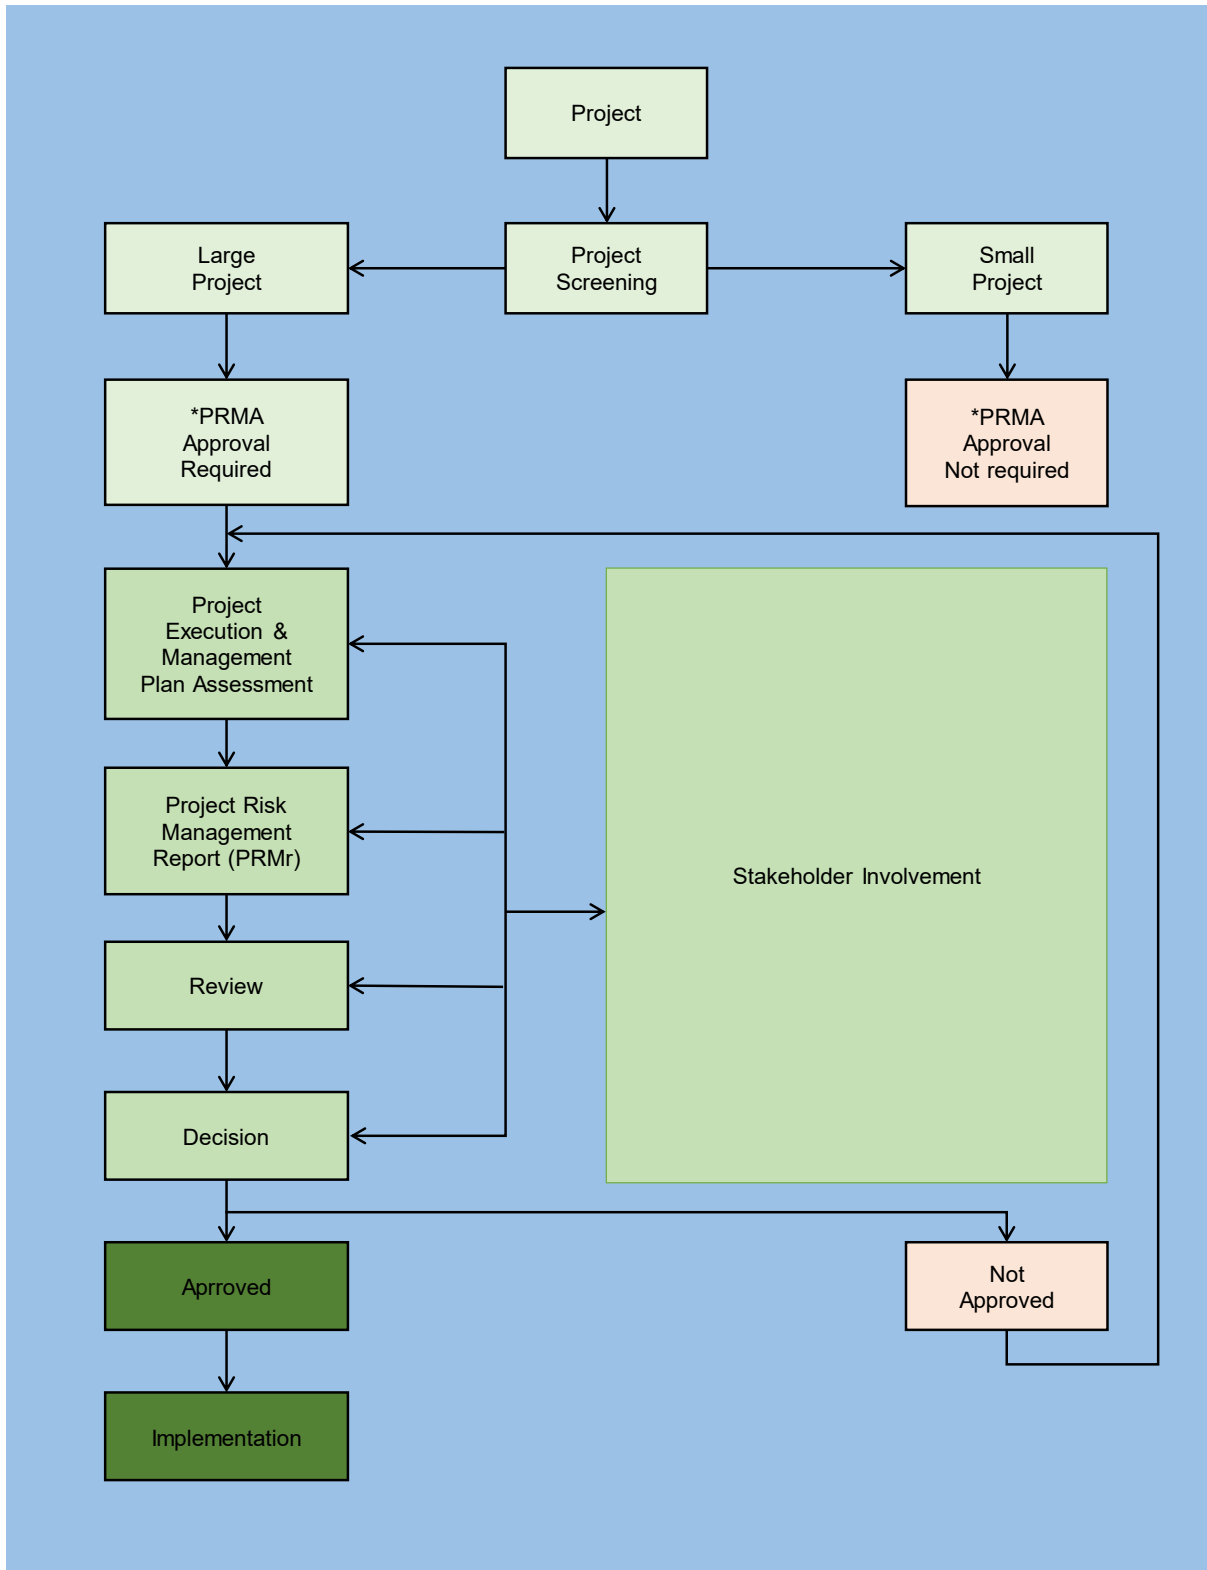 Project
Large
Project
Project
Screening
Small
Project
*PRMA
Approval
Required
*PRMA
Approval
Not required
Project
Execution &
Management
Plan Assessment
Project Risk
Management
Report (PRMr)
Stakeholder Involvement
Review
Decision
Aprroved
Not
Approved
Implementation